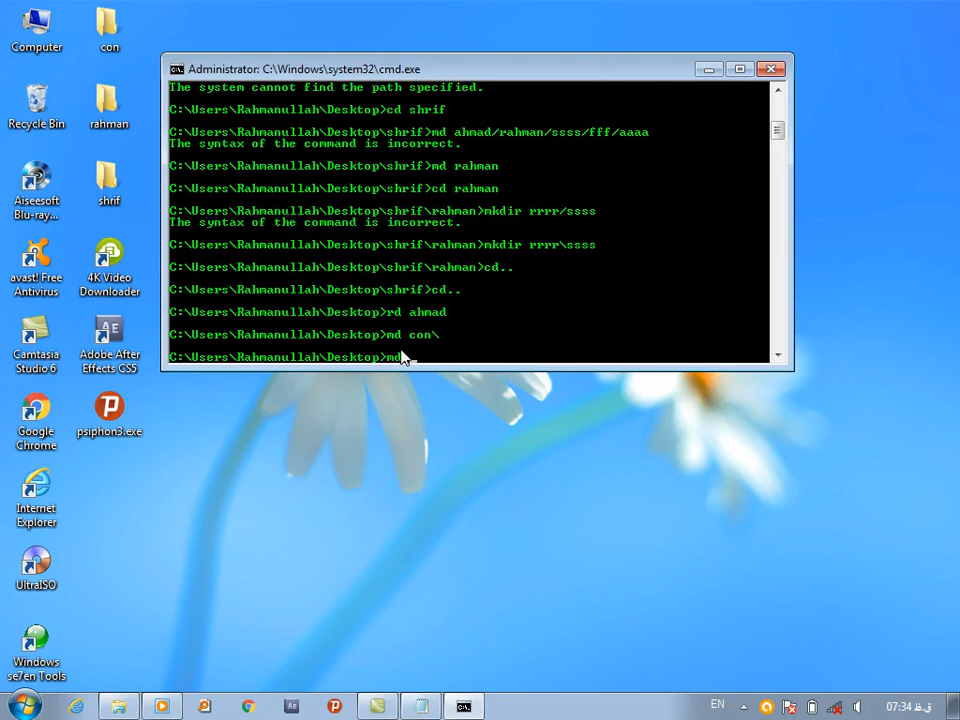 Computer
con
Recycle Bin
rahman
Aiseesoft
Blu-ray...
shrif
avast! Free
Antivirus
4K Video
Downloader
Camtasia
Studio 6
Adobe After
Effects CS5
Google
Chrome
psiphon3.exe
Internet
Explorer
UltraISO
Windows
se7en Tools
Administrator: C:\Windows\system32\cmd.exe
The system cannot find the path specified.
C:\Users\Rahmanullah\Desktop>cd shrif
C:\Users\Rahmanullah\Desktop\shrif>md ahmad/rahman/ssss/fff/aaaa
The syntax of the command is incorrect.
C:\Users\Rahmanullah\Desktop\shrif>md rahman
C:\Users\Rahmanullah\Desktop\shrif>cd rahman
C:\Users\Rahmanullah\Desktop\shrif\rahman>mkdir rrrr/ssss
The syntax of the command is incorrect.
C:\Users\Rahmanullah\Desktop\shrif\rahman>mkdir rrrr\ssss
C:\Users\Rahmanullah\Desktop\shrif\rahman>cd..
C:\Users\Rahmanullah\Desktop\shrif>cd..
C:\Users\Rahmanullah\Desktop>rd ahmad
C:\Users\Rahmanullah\Desktop>md con\
C:\Users\Rahmanullah\Desktop>md _
EN
07:34 ق.ظ